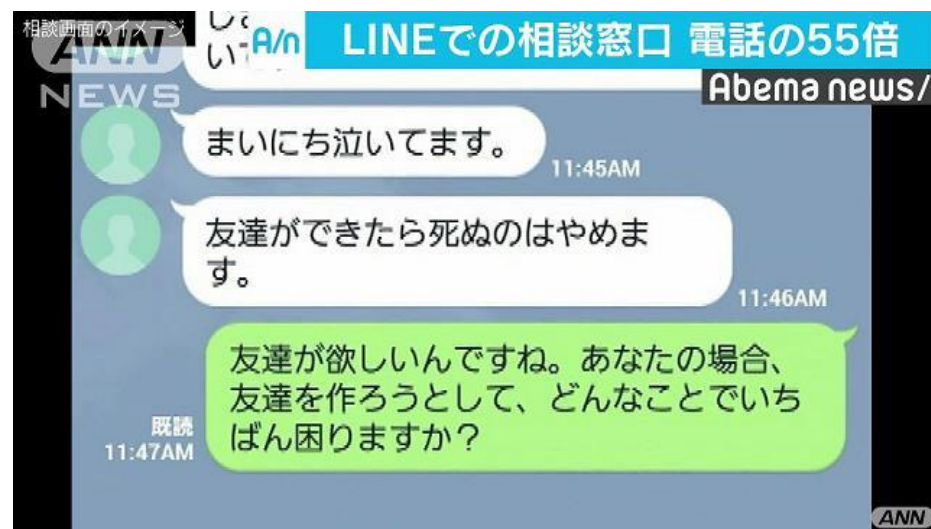 相談画面のイメージ
ANN
NEWS
A/n
LINEでの相談窓口 電話の55倍
Abema news/
まいにち泣いてます。
11:45AM
友達ができたら死ぬのはやめま
す。
11:46AM
友達が欲しいんですね。あなたの場合、
友達を作ろうとして、どんなことでいち
ばん困りますか？
既読
11:47AM
ANN